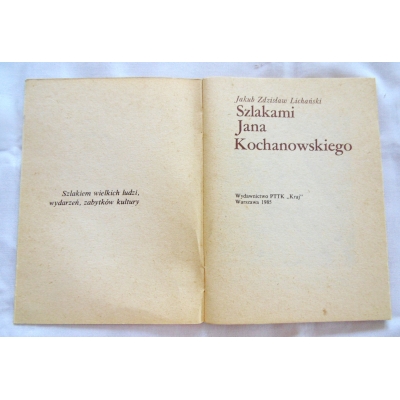 Szlakiem wielkich ludzi,
wydarzeń, zabytków kultury
Jakub Zdzisław Lichański
Szlakami
Jana
Kochanowskiego
Wydawnictwo PTTK „Kraj”
Warszawa 1985